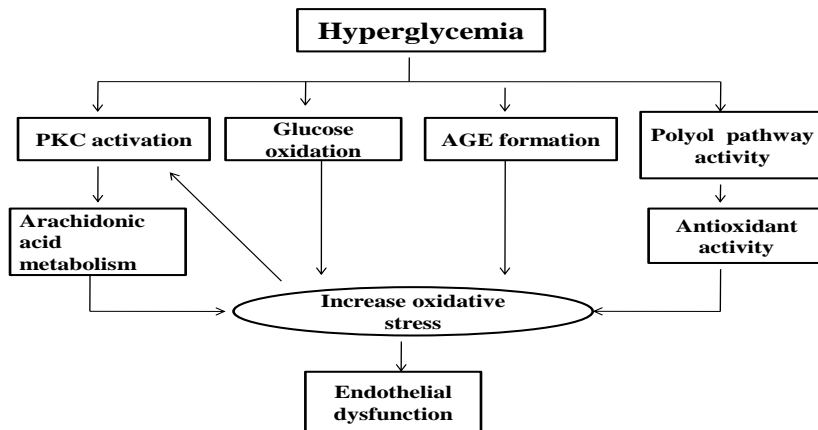 Hyperglycemia
PKC activation
Glucose
oxidation
AGE formation
Polyol pathway
activity
Arachidonic
acid
metabolism
Antioxidant
activity
Increase oxidative
stress
Endothelial
dysfunction